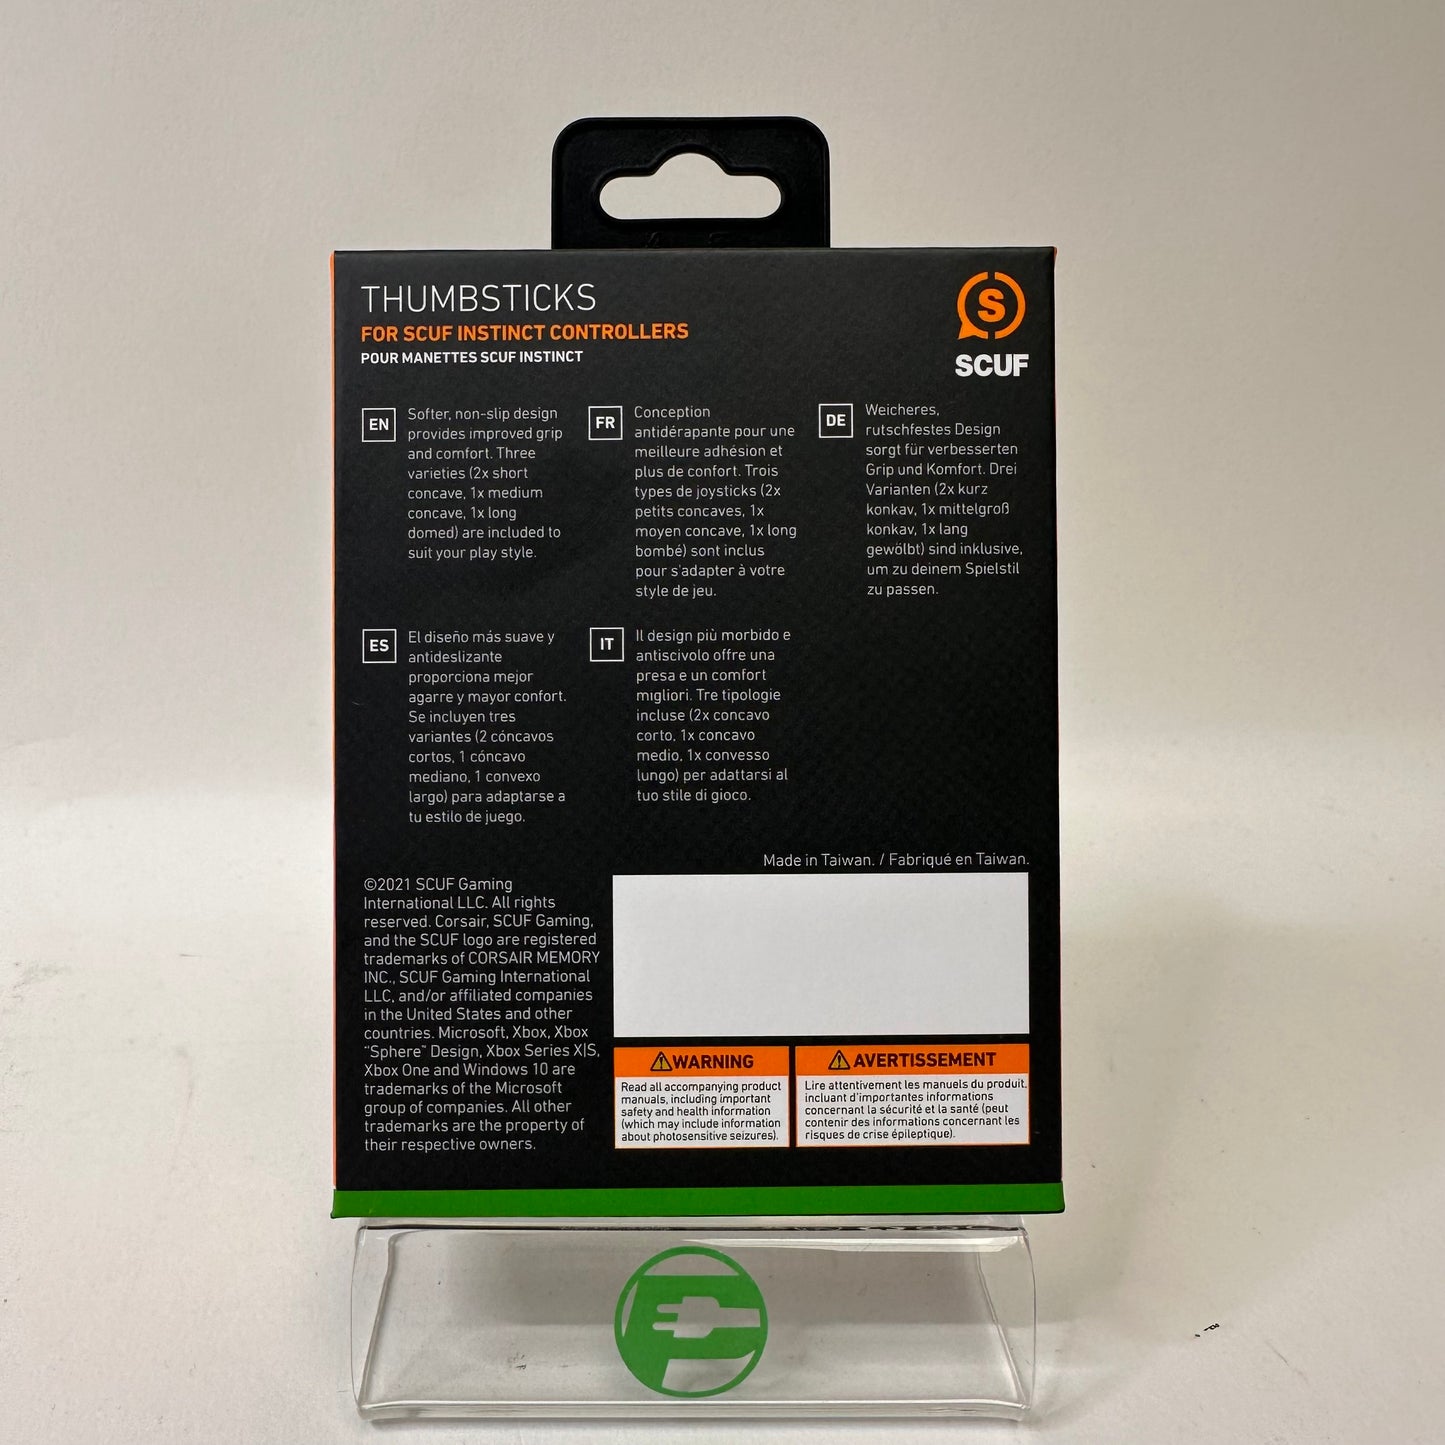 THUMBSTICKS
FOR SCUF INSTINCT CONTROLLERS
POUR MANETTES SCUF INSTINCT
S
SCUF
EN
Softer, non-slip design
provides improved grip
and comfort. Three
varieties (2x short
concave, 1x medium
concave, 1x long
domed) are included to
suit your play style.
FR
Conception
antidérapante pour une
meilleure adhésion et
plus de confort. Trois
types de joysticks (2x
petits concaves, 1x
moyen concave, 1x long
bombé) sont inclus
pour s'adapter à votre
style de jeu.
DE
Weicheres,
rutschfestes Design
sorgt für verbesserten
Grip und Komfort. Drei
Varianten (2x kurz
konkav, 1x mittelgroß
konkav, 1x lang
gewölbt) sind inklusive,
um zu deinem Spielstil
zu passen.
ES
El diseño más suave y
antideslizante
proporciona mejor
agarre y mayor confort.
Se incluyen tres
variantes (2 cóncavos
cortos, 1 cóncavo
mediano, 1 convexo
largo) para adaptarse a
tu estilo de juego.
IT
Il design più morbido e
antiscivolo offre una
presa e un comfort
migliori. Tre tipologie
incluse (2x concavo
corto, 1x concavo
medio, 1x convesso
lungo) per adattarsi al
tuo stile di gioco.
Made in Taiwan. / Fabriqué en Taiwan.
©2021 SCUF Gaming
International LLC. All rights
reserved. Corsair, SCUF Gaming,
and the SCUF logo are registered
trademarks of CORSAIR MEMORY
INC., SCUF Gaming International
LLC, and/or affiliated companies
in the United States and other
countries. Microsoft, Xbox, Xbox
“Sphere” Design, Xbox Series X|S,
Xbox One and Windows 10 are
trademarks of the Microsoft
group of companies. All other
trademarks are the property of
their respective owners.
WARNING
Read all accompanying product
manuals, including important
safety and health information
(which may include information
about photosensitive seizures).
AVERTISSEMENT
Lire attentivement les manuels du produit,
incluant d'importantes informations
concernant la sécurité et la santé (peut
contenir des informations concernant les
risques de crise épileptique).